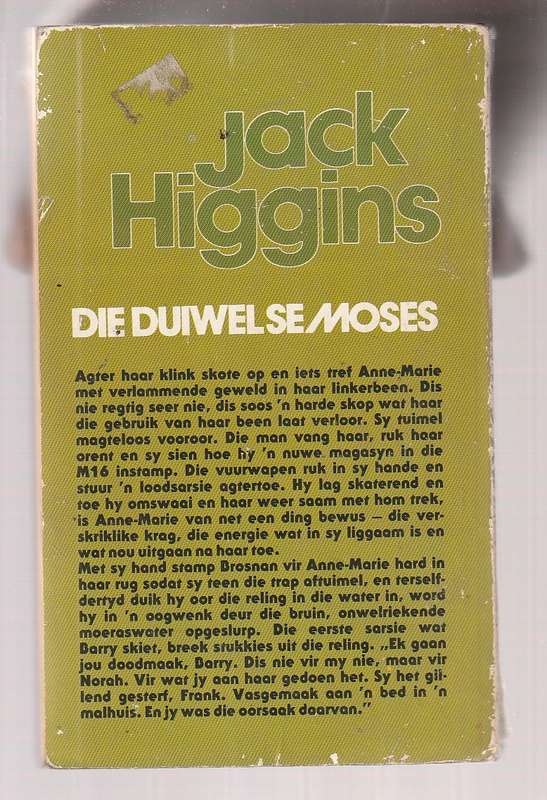 Jack
Higgins
DIE DUIWEL SE MOSES
Agter haar klink skote op en iets tref Anne-Marie
met verlammende geweld in haar linkerbeen. Dis
nie regtig seer nie, dis soos 'n harde skop wat haar
die gebruik van haar been laat verloor. Sy tuimel
magteloos vooroor. Die man vang haar, ruk haar
orent en sy sien hoe hy 'n nuwe magasyn in die
M16 instamp. Die vuurwapen ruk in sy hande en
stuur 'n loodsarsie agtertoe. Hy lag skaterend en
toe hy omswaai en haar weer saam met hom trek,
is Anne-Marie van net een ding bewus – die ver-
skriklike krag, die energie wat in sy liggaam is en
wat nou uitgaan na haar toe.
Met sy hand stamp Brosnan vir Anne-Marie hard in
haar rug sodat sy teen die trap aftuimel, en terself-
dertyd duik hy oor die reling in die water in, word
hy in 'n oogwenk deur die bruin, onwelriekende
moeraswater opgeslurp. Die eerste sarsie wat
Barry skiet, breek stukkies uit die reling. „Ek gaan
jou doodmaak, Barry. Dis nie vir my nie, maar vir
Norah. Vir wat jy aan haar gedoen het. Sy het gil-
lend gesterf, Frank. Vasgemaak aan 'n bed in 'n
malhuis. En jy was die oorsaak daarvan.”